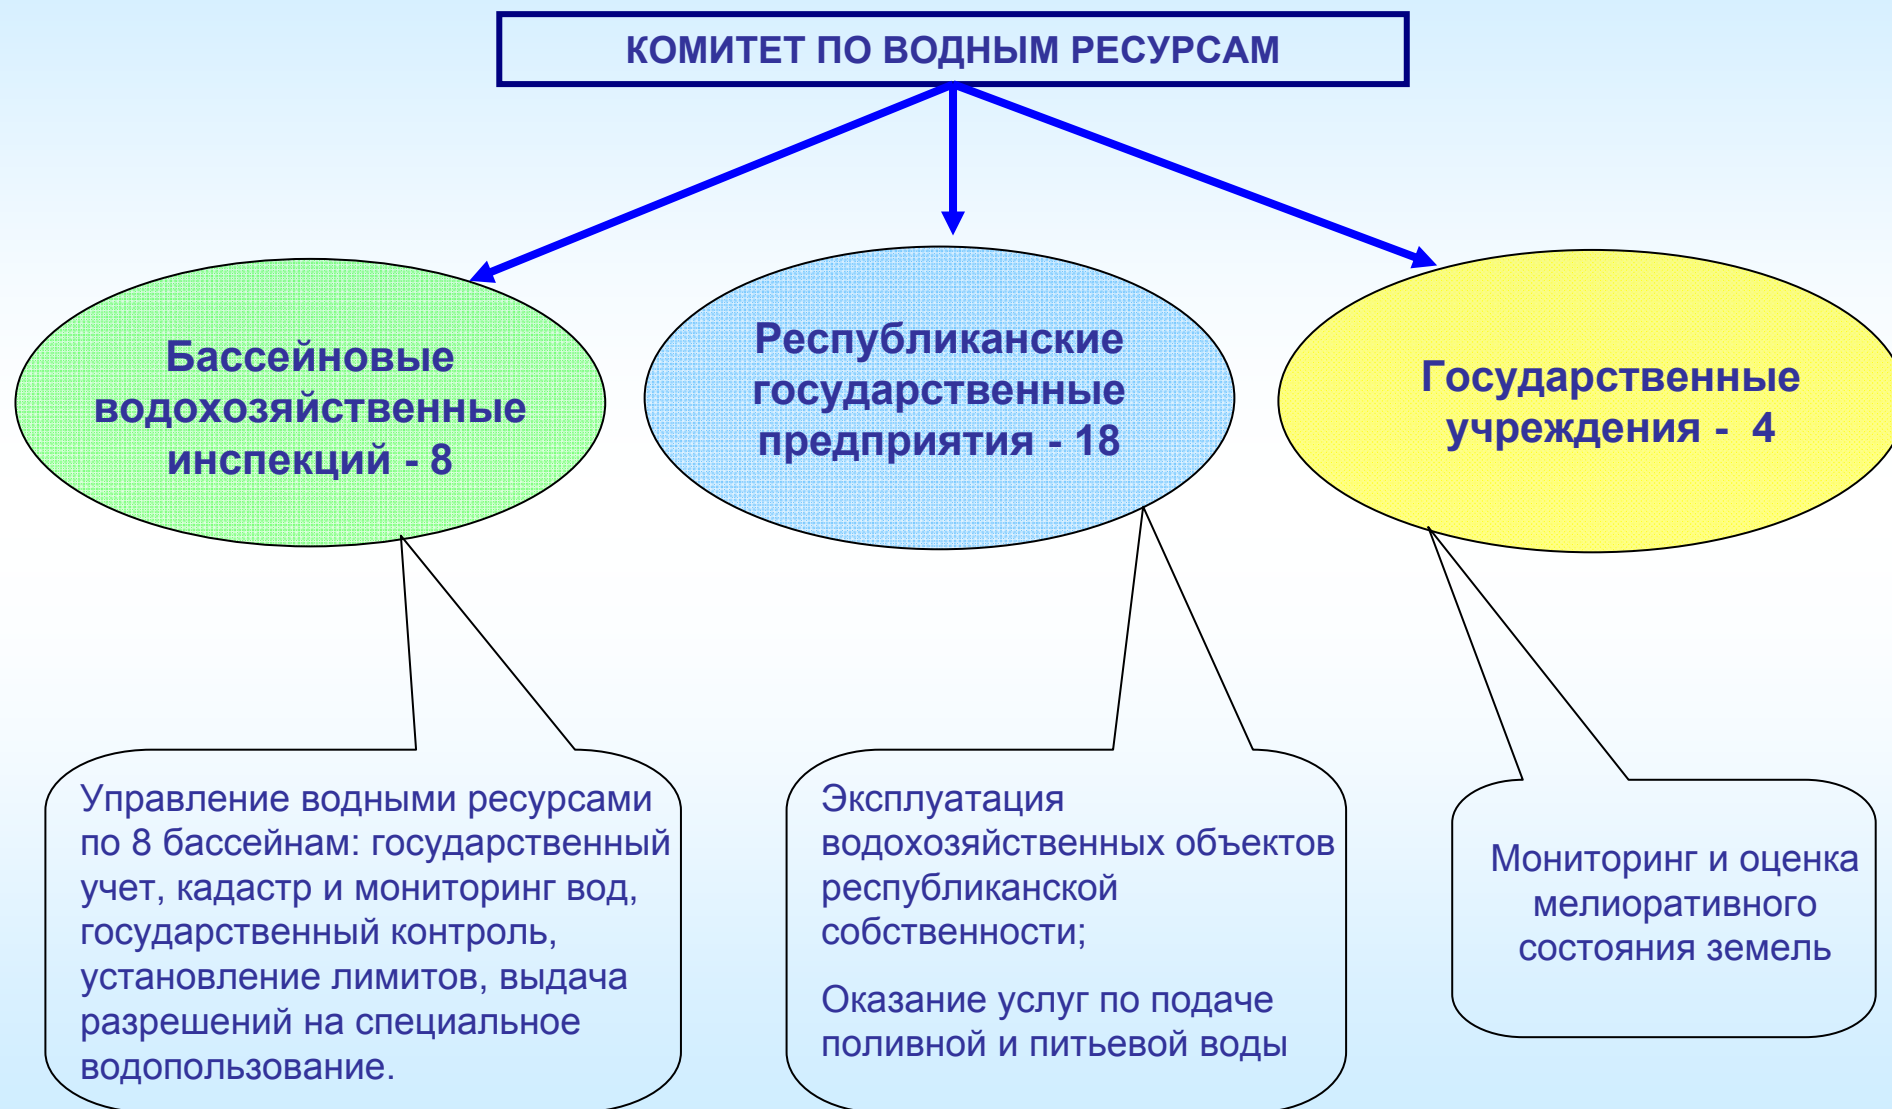 КОМИТЕТ ПО ВОДНЫМ РЕСУРСАМ
Бассейновые
водохозяйственные
инспекций - 8
Республиканские
государственные
предприятия - 18
Государственные
учреждения - 4
Управление водными ресурсами
по 8 бассейнам: государственный
учет, кадастр и мониторинг вод,
государственный контроль,
установление лимитов, выдача
разрешений на специальное
водопользование.
Эксплуатация
водохозяйственных объектов
республиканской
собственности;
Оказание услуг по подаче
поливной и питьевой воды
Мониторинг и оценка
мелиоративного
состояния земель